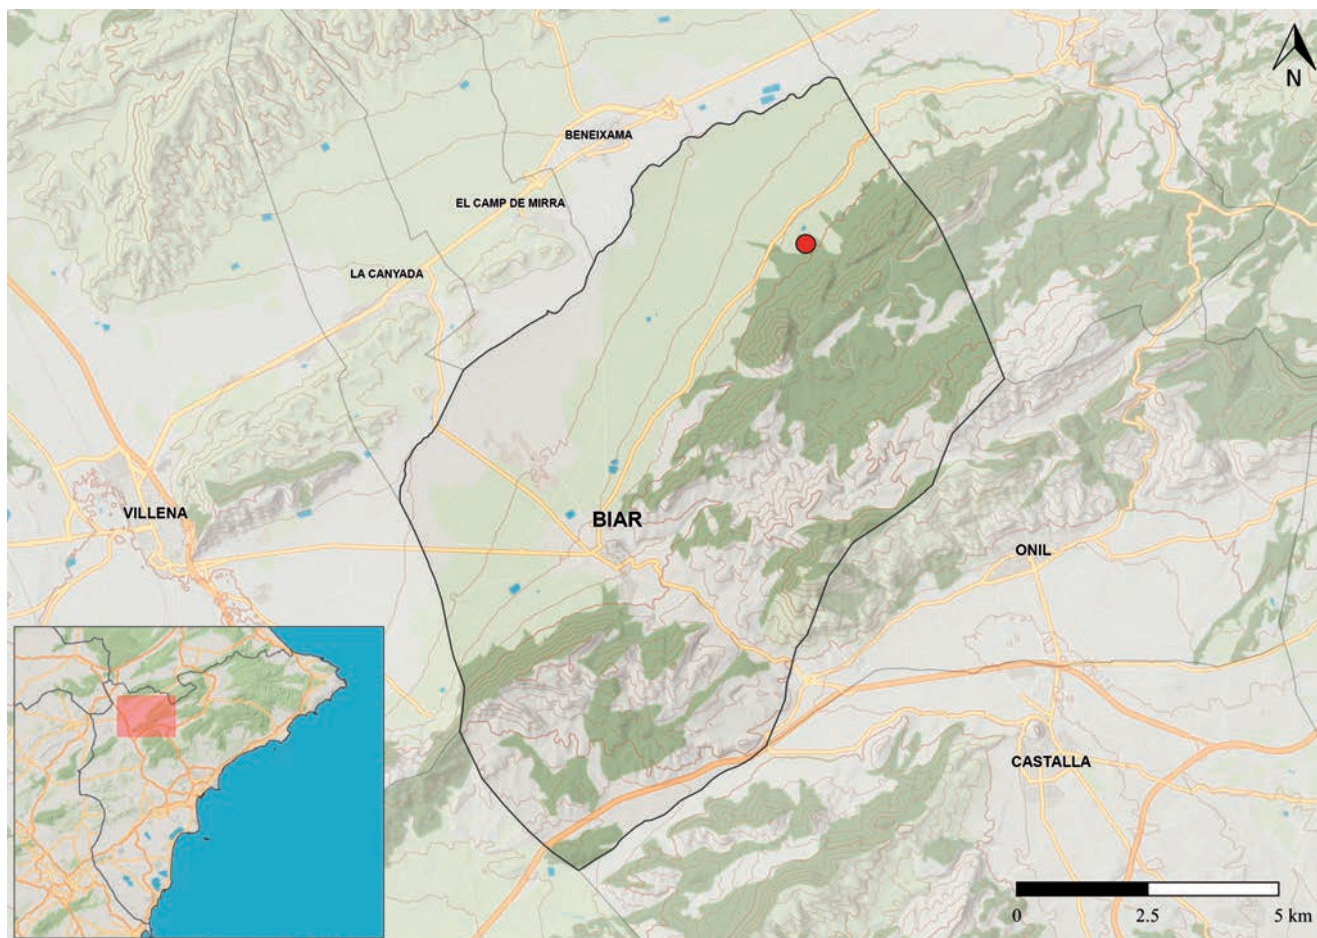 N
BENEIXAMA
EL CAMP DE MIRRA
LA CANYADA
VILLENA
BIAR
ONIL
CASTALLA
0 2.5 5 km